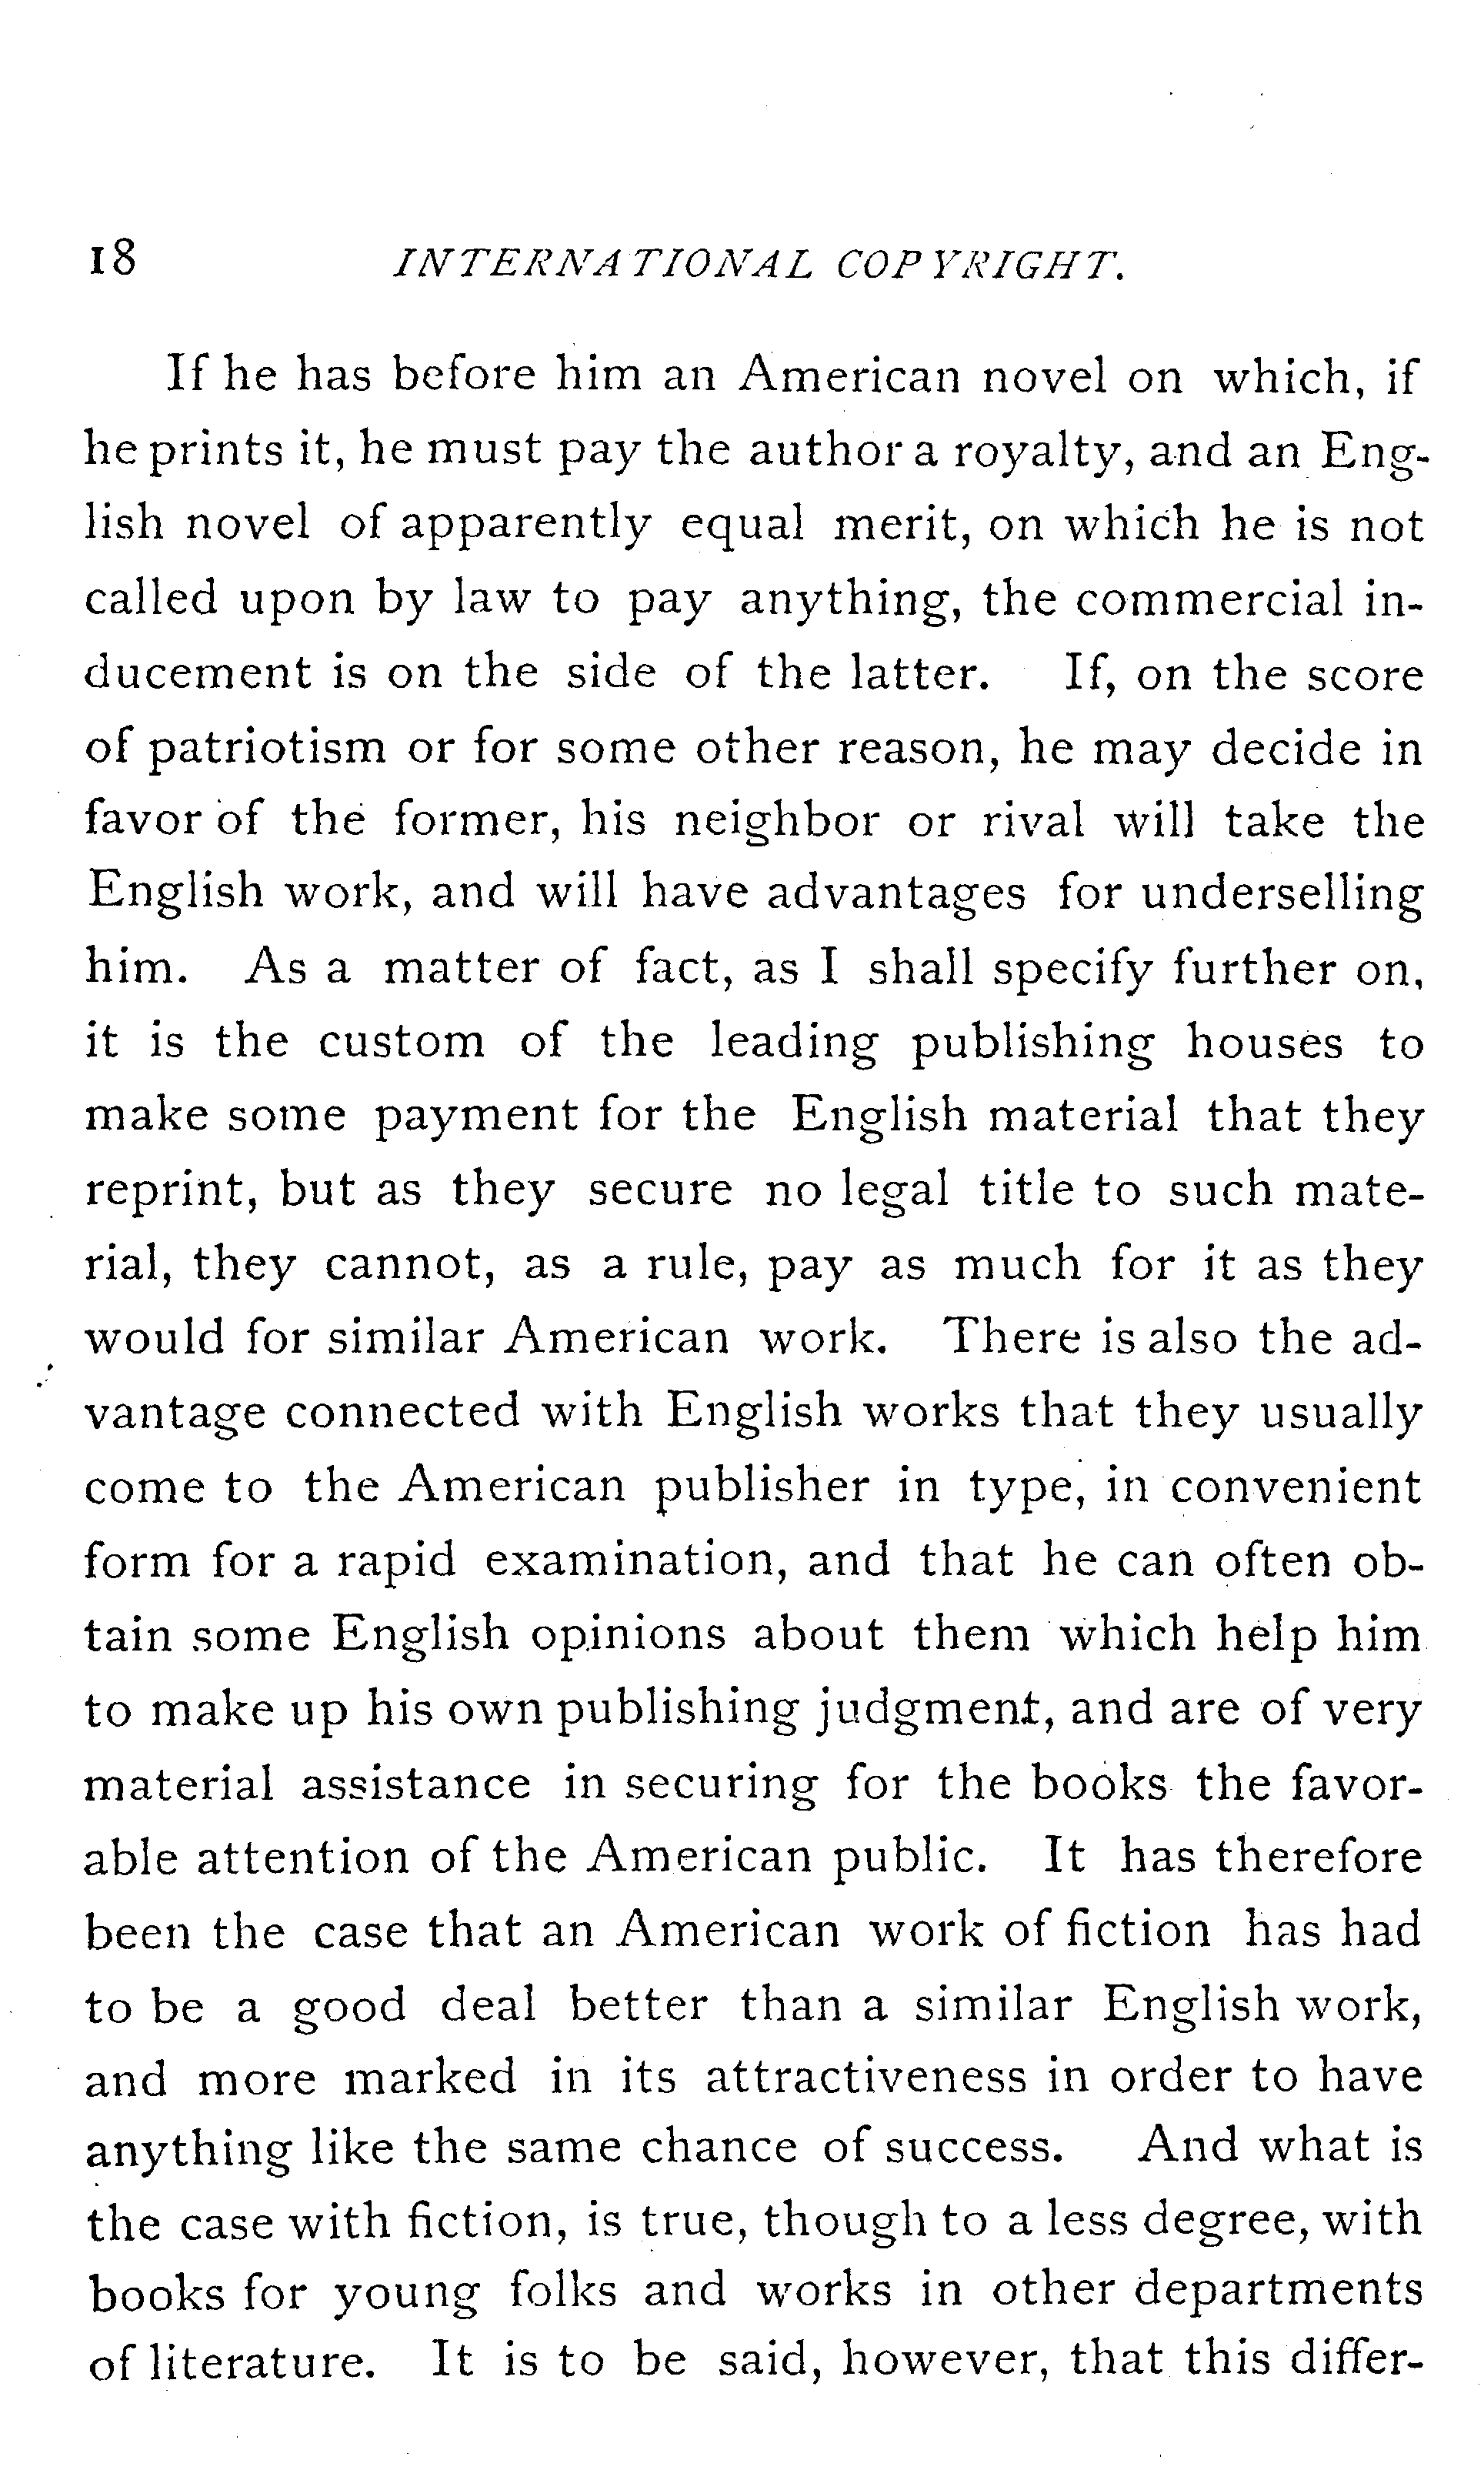 18 INTERNATIONAL COPYRIGHT.
If he has before him an American novel on which, if
he prints it, he must pay the author a royalty, and an Eng-
lish novel of apparently equal merit, on which he is not
called upon by law to pay anything, the commercial in-
ducement is on the side of the latter. If, on the score
of patriotism or for some other reason, he may decide in
favor of the former, his neighbor or rival will take the
English work, and will have advantages for underselling
him. As a matter of fact, as I shall specify further on,
it is the custom of the leading publishing houses to
make some payment for the English material that they
reprint, but as they secure no legal title to such mate-
rial, they cannot, as a rule, pay as much for it as they
would for similar American work. There is also the ad-
vantage connected with English works that they usually
come to the American publisher in type, in convenient
form for a rapid examination, and that he can often ob-
tain some English opinions about them which help him
to make up his own publishing judgment, and are of very
material assistance in securing for the books the favor-
able attention of the American public. It has therefore
been the case that an American work of fiction has had
to be a good deal better than a similar English work,
and more marked in its attractiveness in order to have
anything like the same chance of success. And what is
the case with fiction, is true, though to a less degree, with
books for young folks and works in other departments
of literature. It is to be said, however, that this differ-